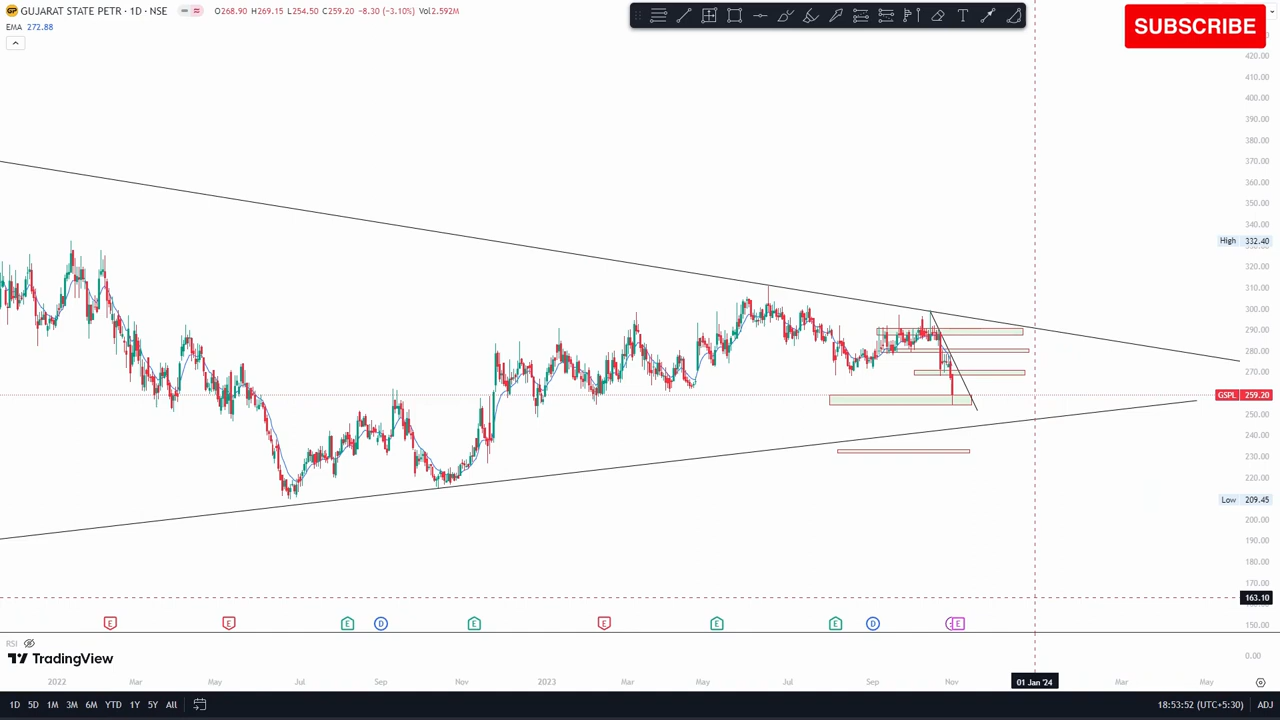 GUJARAT STATE PETR · 1D · NSE O268.90 H269.15 L254.50 C259.20 −8.30 (−3.10%) Vol2.592M
EMA 272.88
SUBSCRIBE
420.00
410.00
400.00
390.00
380.00
370.00
360.00
350.00
340.00
High 332.40
320.00
310.00
300.00
290.00
280.00
270.00
GSPL 259.20
250.00
240.00
230.00
220.00
Low 209.45
200.00
190.00
180.00
170.00
163.10
150.00
E E E D E E E E D E
RSI
0.00
TradingView
2022 Mar May Jul Sep Nov 2023 Mar May Jul Sep Nov 01 Jan '24 Mar May
1D 5D 1M 3M 6M YTD 1Y 5Y All 18:53:52 (UTC+5:30) ADJ